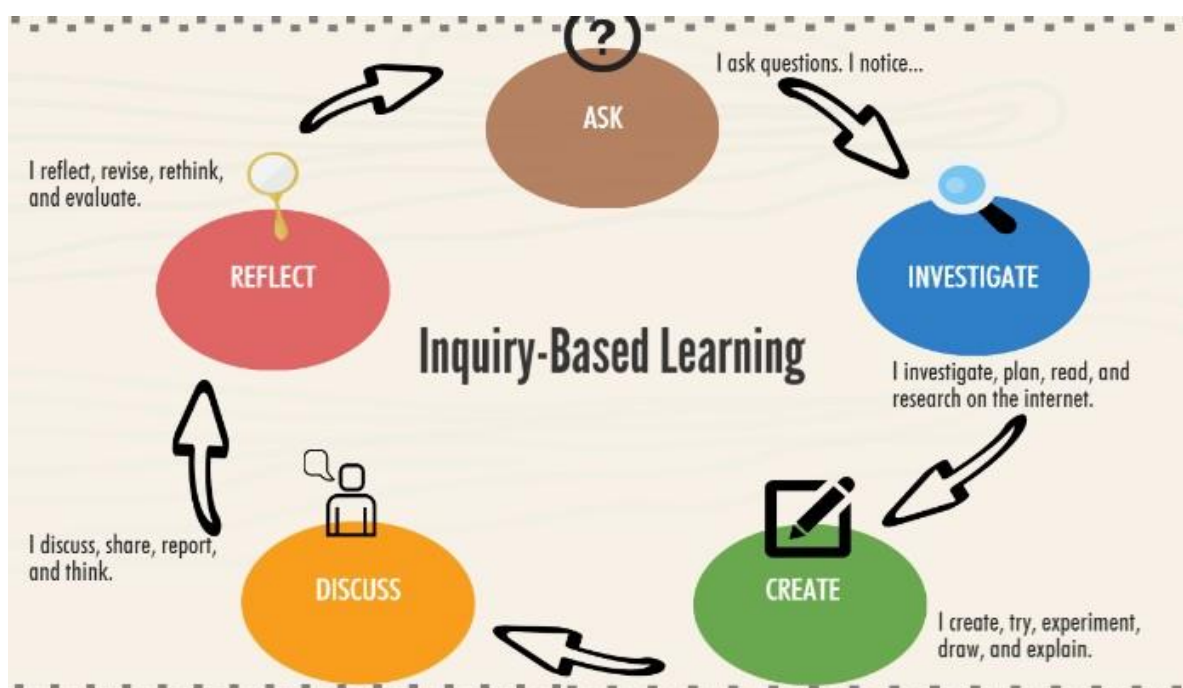 ?
ASK
I ask questions. I notice...
INVESTIGATE
I investigate, plan, read, and
research on the internet.
CREATE
I create, try, experiment,
draw, and explain.
DISCUSS
I discuss, share, report,
and think.
REFLECT
I reflect, revise, rethink,
and evaluate.
Inquiry-Based Learning